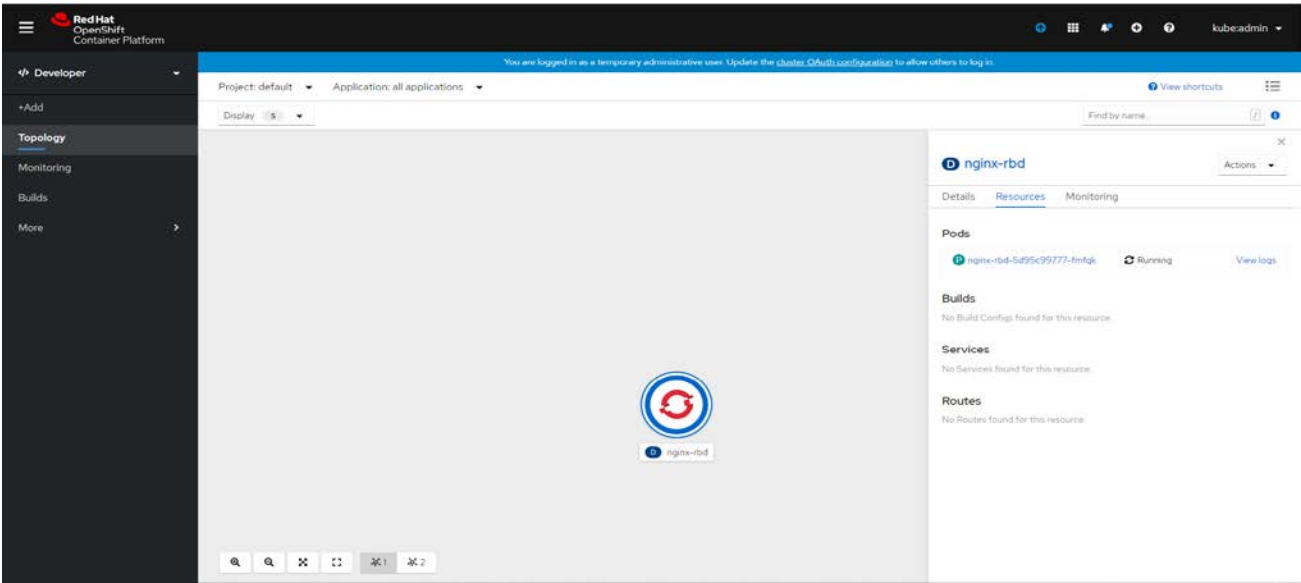 Red Hat
OpenShift
Container Platform
kube:admin
You are logged in as a temporary administrative user. Update the cluster OAuth configuration to allow others to log in.
Developer
Project: default
Application: all applications
View shortcuts
+Add
Display 5
Find by name...
/
Topology
Monitoring
Builds
More
D nginx-rbd
Actions
Details Resources Monitoring
Pods
P nginx-rbd-5d95c99777-fmfqk Running View logs
Builds
No Build Configs found for this resource.
Services
No Services found for this resource.
Routes
No Routes found for this resource.
D nginx-rbd
1 2